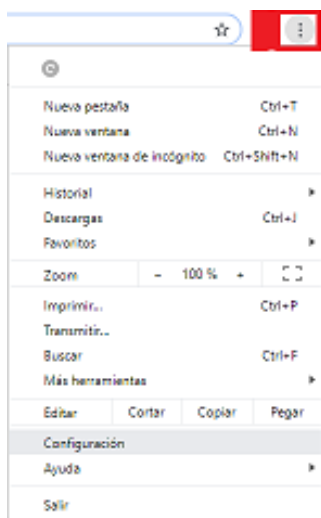 Nueva pestaña Ctrl+T
Nueva ventana Ctrl+N
Nueva ventana de incógnito Ctrl+Shift+N
Historial
Descargas Ctrl+J
Favoritos
Zoom - 100 % +
Imprimir... Ctrl+P
Transmitir...
Buscar Ctrl+F
Más herramientas
Editar Cortar Copiar Pegar
Configuración
Ayuda
Salir